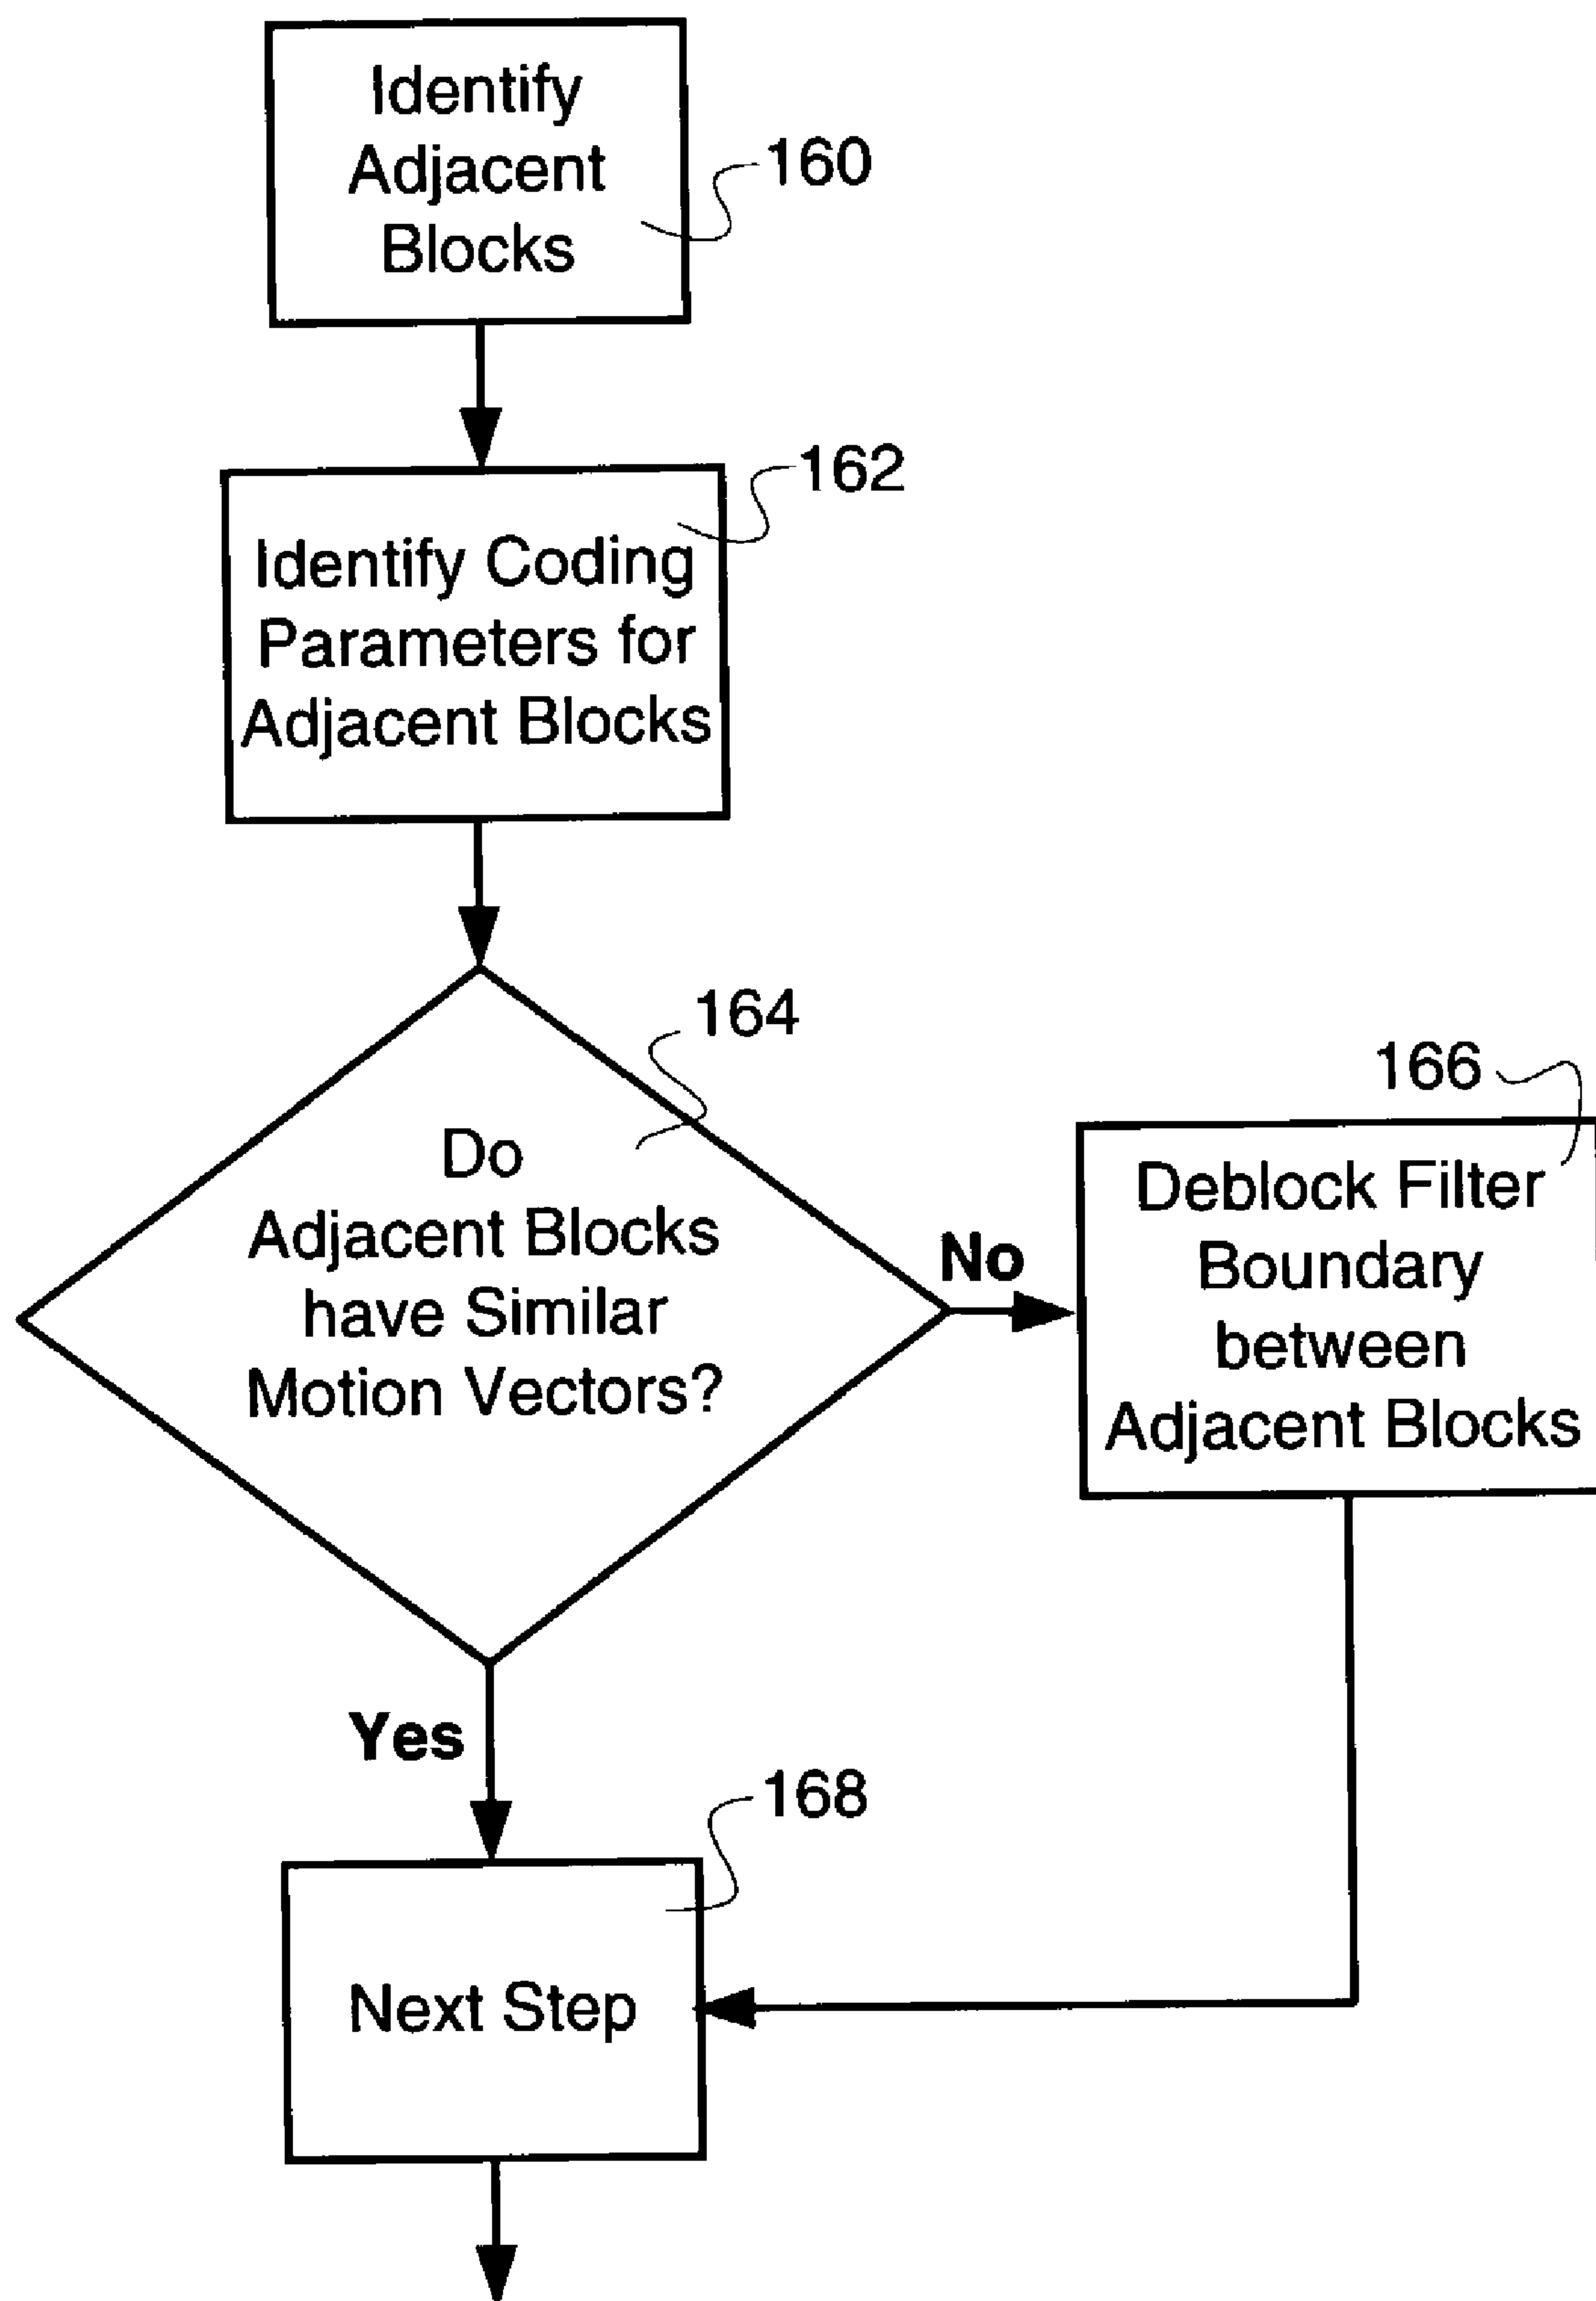 Identify
Adjacent
Blocks
160
162
Identify Coding
Parameters for
Adjacent Blocks
164
Do
Adjacent Blocks
have Similar
Motion Vectors?
No
166
Deblock Filter
Boundary
between
Adjacent Blocks
Yes
168
Next Step